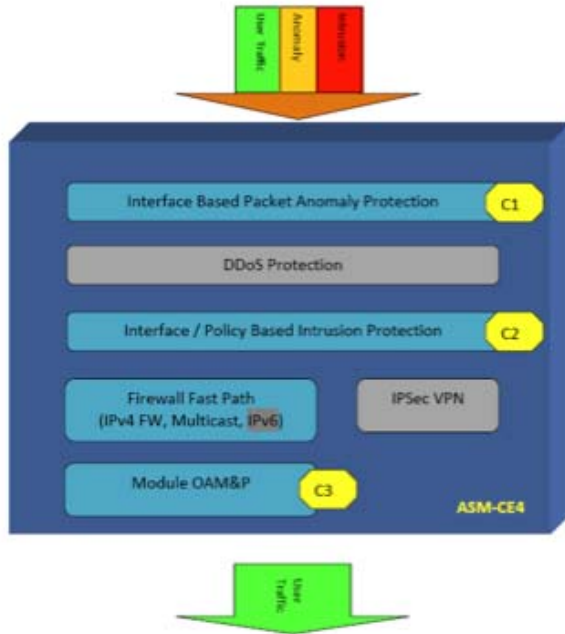 User Traffic
Anomaly
Intrusion
Interface Based Packet Anomaly Protection
C1
DDoS Protection
Interface / Policy Based Intrusion Protection
C2
Firewall Fast Path
(IPv4 FW, Multicast, IPv6)
IPSec VPN
Module OAM&P
C3
ASM-CE4
User
Traffic